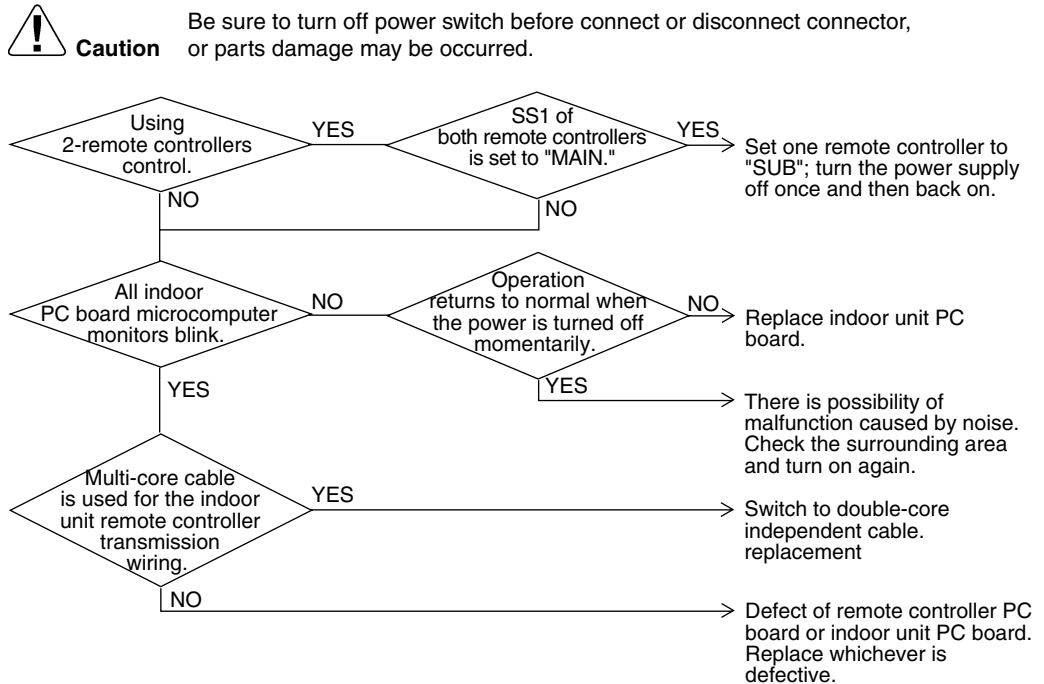 Be sure to turn off power switch before connect or disconnect connector,
Caution or parts damage may be occurred.
Using
2-remote controllers
control.
YES
SS1 of
both remote controllers
is set to "MAIN."
YES
Set one remote controller to
"SUB"; turn the power supply
off once and then back on.
NO
NO
All indoor
PC board microcomputer
monitors blink.
NO
Operation
returns to normal when
the power is turned off
momentarily.
NO
Replace indoor unit PC
board.
YES
YES
There is possibility of
malfunction caused by noise.
Check the surrounding area
and turn on again.
Multi-core cable
is used for the indoor
unit remote controller
transmission
wiring.
YES
Switch to double-core
independent cable.
replacement
NO
Defect of remote controller PC
board or indoor unit PC board.
Replace whichever is
defective.